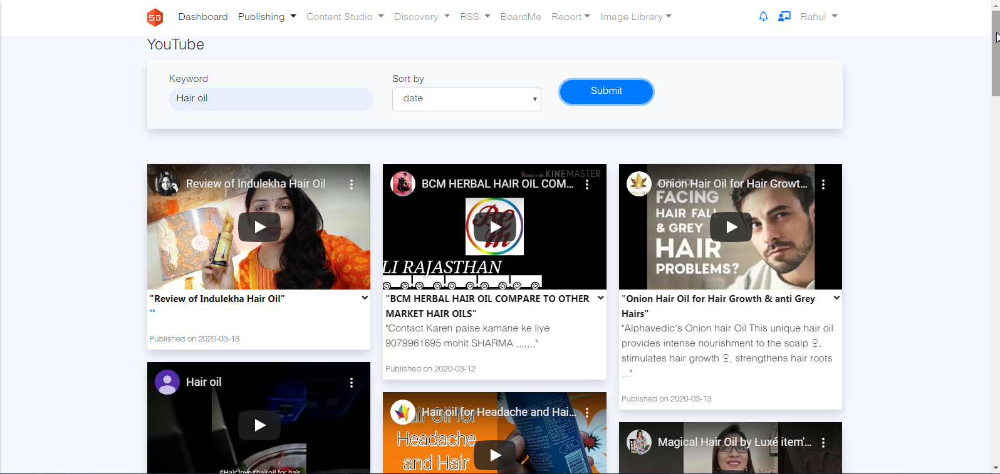 SB Dashboard Publishing Content Studio Discovery RSS BoardMe Report Image Library Rahul
YouTube
Keyword
Sort by
Hair oil
date
Submit
Review of Indulekha Hair Oil
"Review of Indulekha Hair Oil"
""
Published on 2020-03-13
Hair oil
#Hair love#hairoil for hair
Made with KINEMASTER
BCM HERBAL HAIR OIL COM...
Bcm
LI RAJASTHAN
"BCM HERBAL HAIR OIL COMPARE TO OTHER
MARKET HAIR OILS"
"Contact Karen paise kamane ke liye
9079961695 mohit SHARMA ,,,,,,,"
Published on 2020-03-12
Hair oil for Headache and Hai...
Hair Oil for
Headache
and Hair
Onion Hair Oil for Hair Growt...
ARE YOU
FACING
HAIR FALL
& GREY
HAIR
PROBLEMS?
"Onion Hair Oil for Hair Growth & anti Grey
Hairs"
"Alphavedic's Onion hair Oil This unique hair oil
provides intense nourishment to the scalp ♀,
stimulates hair growth ♀, strengthens hair roots
..."
Published on 2020-03-13
Magical Hair Oil by Łuxé item'...